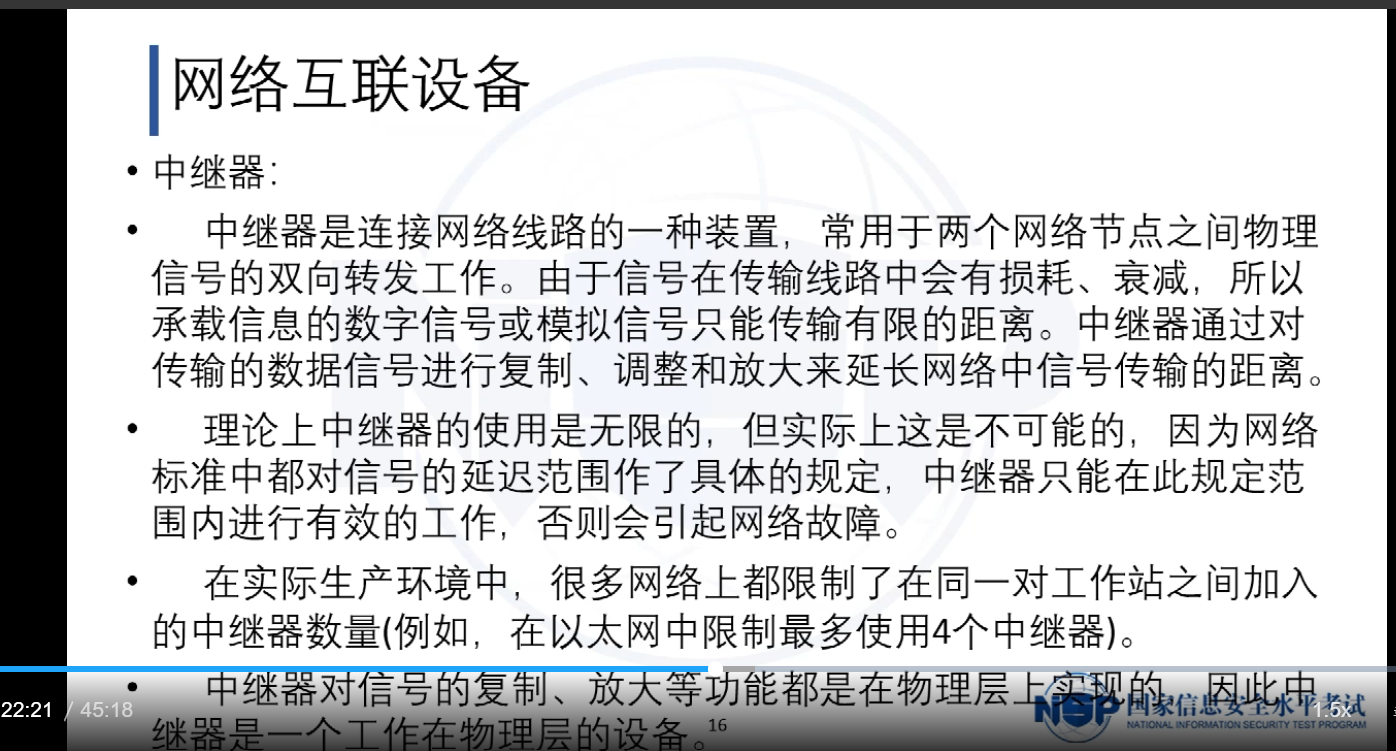 网络互联设备
• 中继器：
• 中继器是连接网络线路的一种装置，常用于两个网络节点之间物理
信号的双向转发工作。由于信号在传输线路中会有损耗、衰减，所以
承载信息的数字信号或模拟信号只能传输有限的距离。中继器通过对
传输的数据信号进行复制、调整和放大来延长网络中信号传输的距离。
• 理论上中继器的使用是无限的，但实际上这是不可能的，因为网络
标准中都对信号的延迟范围作了具体的规定，中继器只能在此规定范
围内进行有效的工作，否则会引起网络故障。
• 在实际生产环境中，很多网络上都限制了在同一对工作站之间加入
的中继器数量(例如，在以太网中限制最多使用4个中继器)。
• 中继器对信号的复制、放大等功能都是在物理层上实现的，因此中
继器是一个工作在物理层的设备。
16
NISP 国家信息安全水平考试
NATIONAL INFORMATION SECURITY TEST PROGRAM
22:21 / 45:18
1.5x